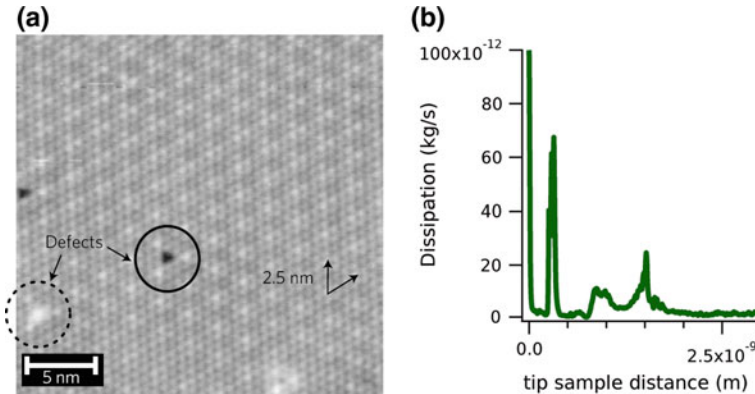 (a)
Defects
2.5 nm
5 nm
(b)
100x10-12
80
60
40
20
0
Dissipation (kg/s)
0.0
2.5x10-9
tip sample distance (m)